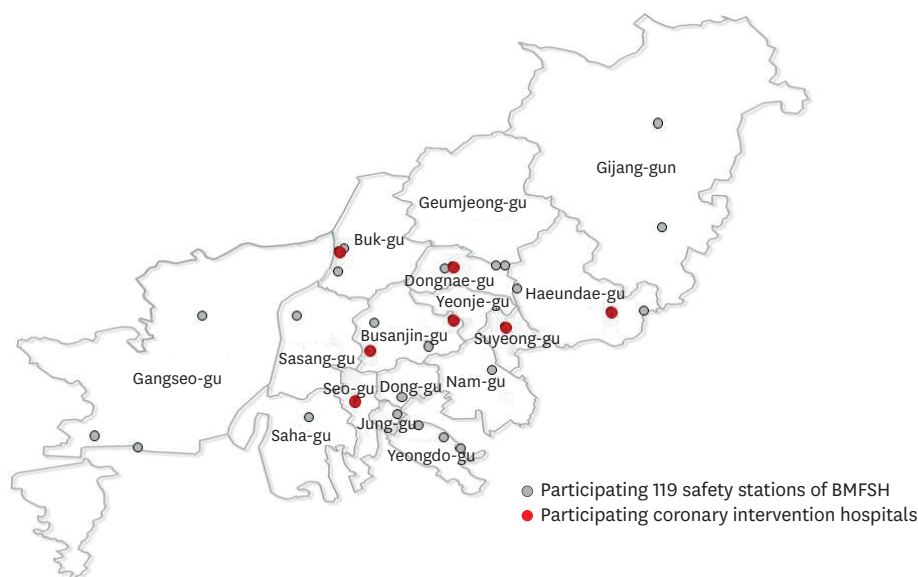 Gijang-gun
Geumjeong-gu
Buk-gu
Dongnae-gu
Haeundae-gu
Yeonje-gu
Busanjin-gu
Suyeong-gu
Sasang-gu
Gangseo-gu
Seo-gu
Dong-gu
Nam-gu
Jung-gu
Saha-gu
Yeongdo-gu
Participating 119 safety stations of BMFSH
Participating coronary intervention hospitals